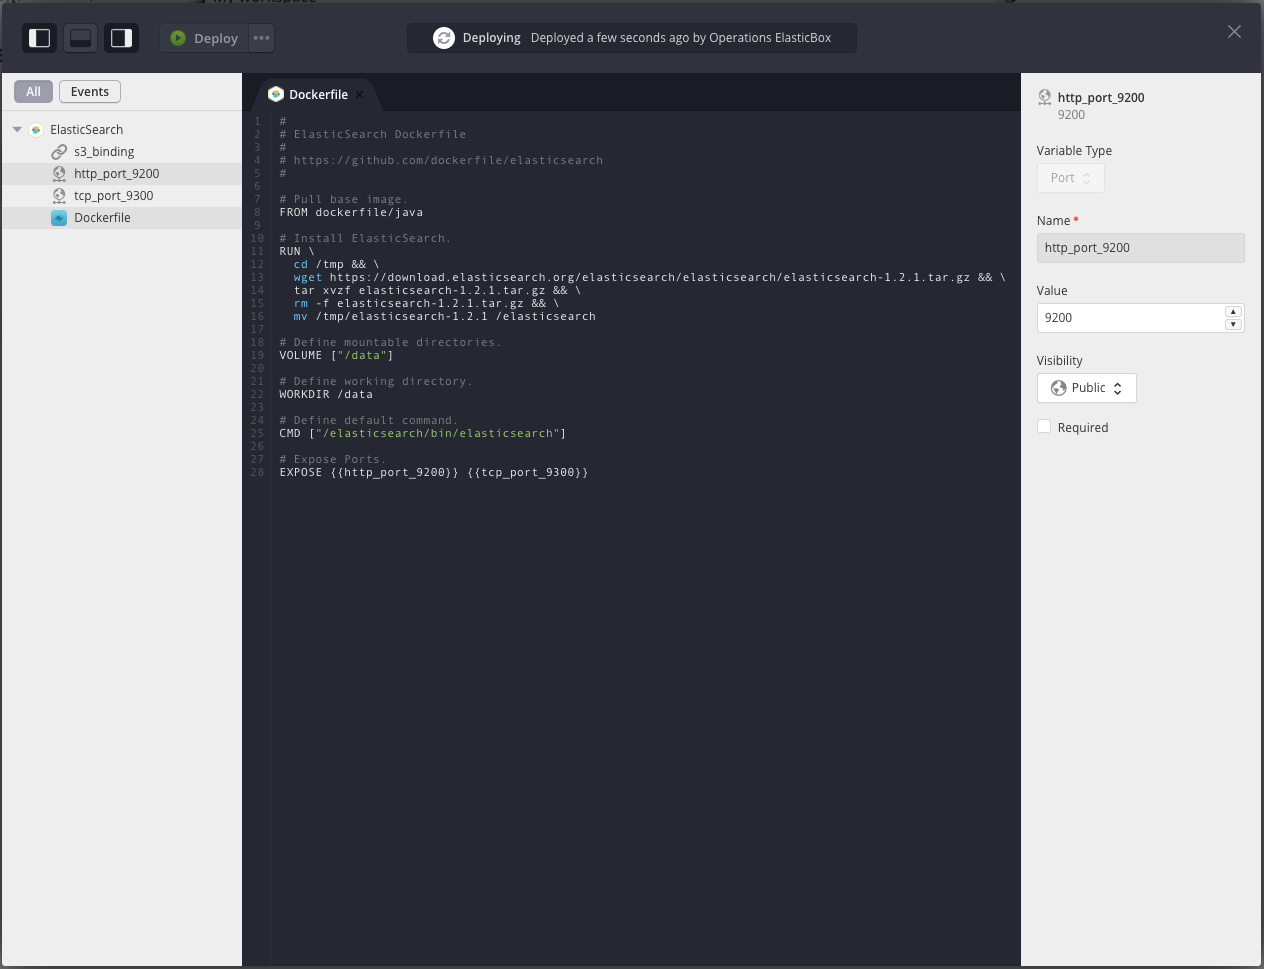 My Workspace
Deploy
Deploying Deployed a few seconds ago by Operations ElasticBox
All Events
ElasticSearch
s3_binding
http_port_9200
tcp_port_9300
Dockerfile
Dockerfile
1 #
2 # ElasticSearch Dockerfile
3 #
4 # https://github.com/dockerfile/elasticsearch
5 #
6
7 # Pull base image.
8 FROM dockerfile/java
9
10 # Install ElasticSearch.
11 RUN \
12 cd /tmp && \
13 wget https://download.elasticsearch.org/elasticsearch/elasticsearch/elasticsearch-1.2.1.tar.gz && \
14 tar xvzf elasticsearch-1.2.1.tar.gz && \
15 rm -f elasticsearch-1.2.1.tar.gz && \
16 mv /tmp/elasticsearch-1.2.1 /elasticsearch
17
18 # Define mountable directories.
19 VOLUME ["/data"]
20
21 # Define working directory.
22 WORKDIR /data
23
24 # Define default command.
25 CMD ["/elasticsearch/bin/elasticsearch"]
26
27 # Expose Ports.
28 EXPOSE {{http_port_9200}} {{tcp_port_9300}}
http_port_9200
9200
Variable Type
Port
Name *
http_port_9200
Value
9200
Visibility
Public
Required